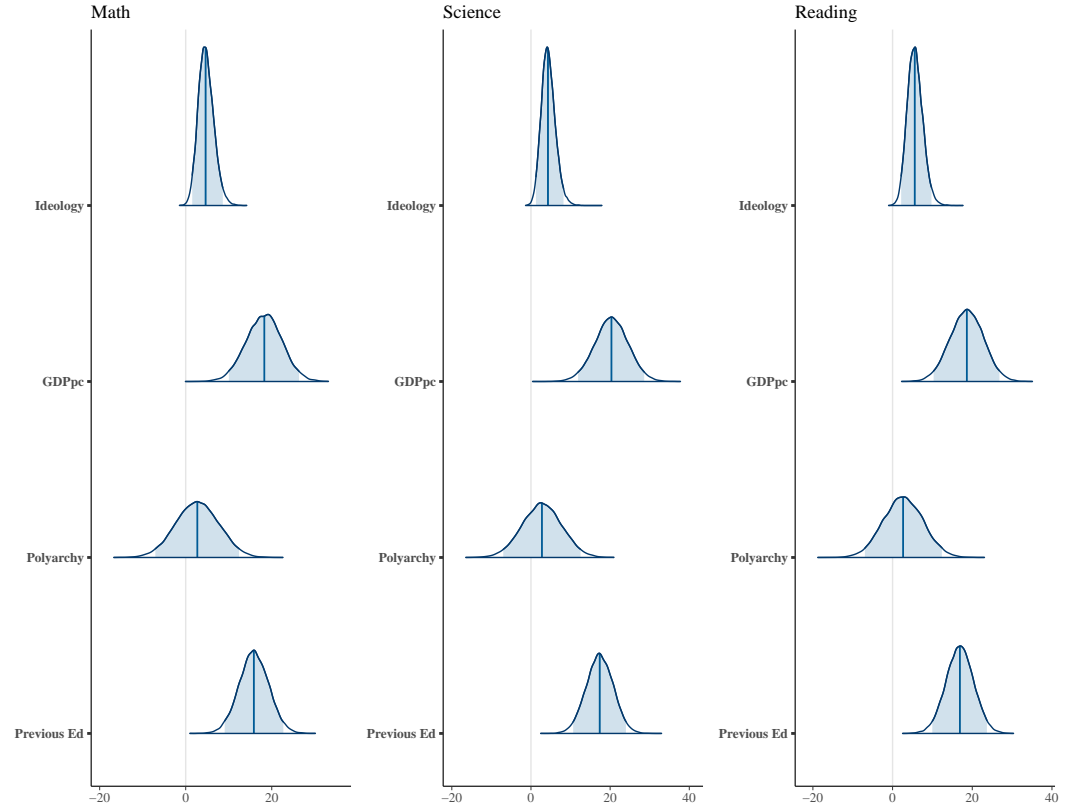 Math
Science
Reading
Ideology
Ideology
Ideology
GDPpc
GDPpc
GDPpc
Polyarchy
Polyarchy
Polyarchy
Previous Ed
Previous Ed
Previous Ed
−20 0 20
−20 0 20 40
−20 0 20 40